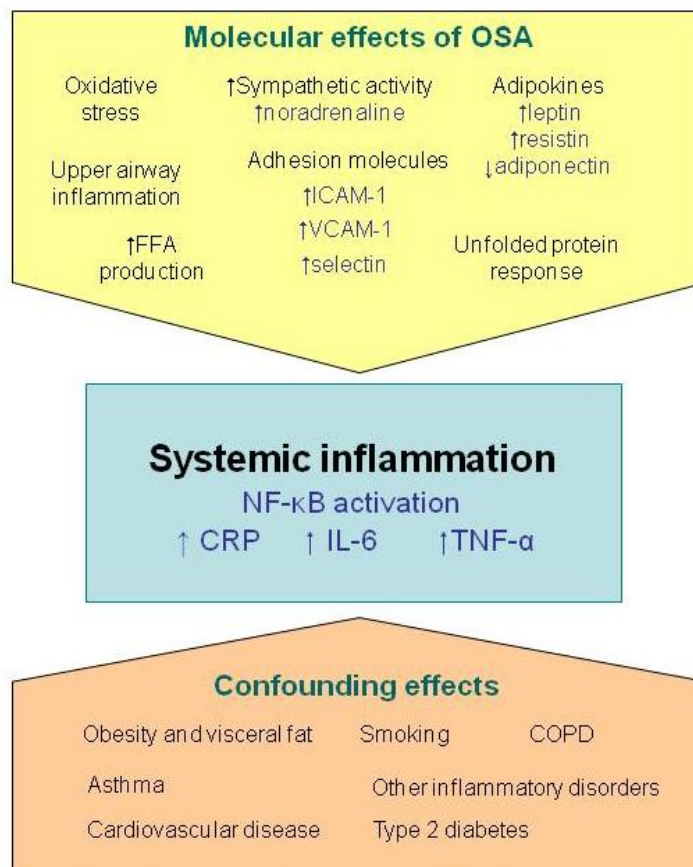 Molecular effects of OSA
Oxidative
stress
↑Sympathetic activity
↑noradrenaline
Adipokines
↑leptin
↑resistin
↓adiponectin
Upper airway
inflammation
Adhesion molecules
↑ICAM-1
↑VCAM-1
↑selectin
↑FFA
production
Unfolded protein
response
Systemic inflammation
NF-κB activation
↑ CRP ↑ IL-6 ↑TNF-α
Confounding effects
Obesity and visceral fat Smoking COPD
Asthma Other inflammatory disorders
Cardiovascular disease Type 2 diabetes